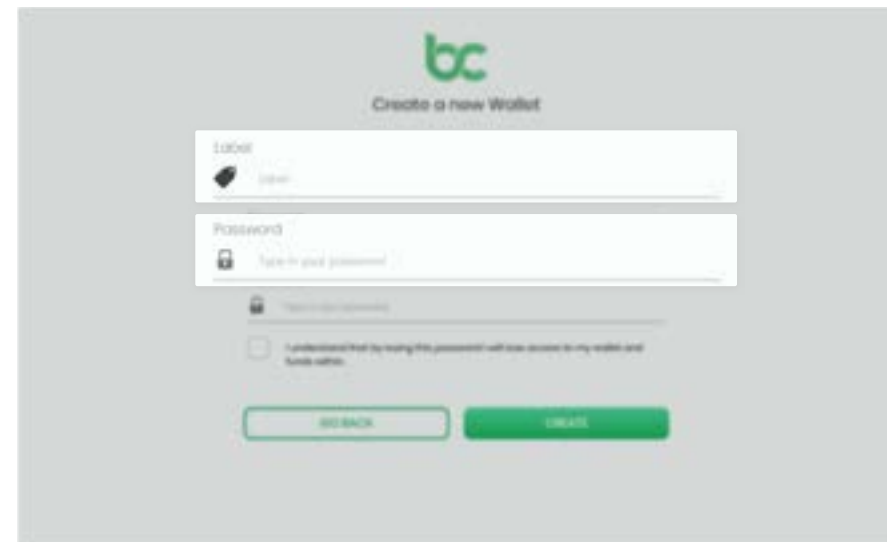 bc
Create a new Wallet
Label
Label
Password
Type in your password
I understand that by losing this password I will lose access to my wallet and
funds within.
GO BACK
CREATE